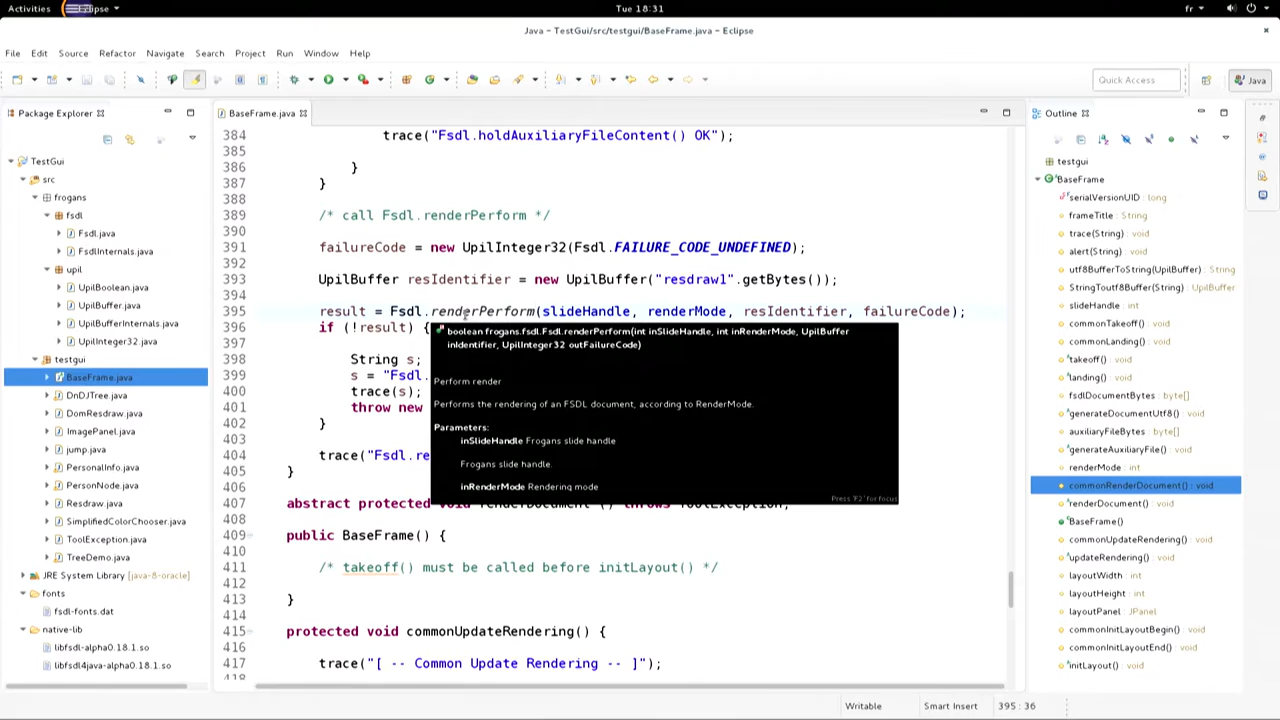 Activities
Eclipse
Tue 18:31
fr
Java – TestGui/src/testgui/BaseFrame.java – Eclipse
File Edit Source Refactor Navigate Search Project Run Window Help
Quick Access
Java
Package Explorer
TestGui
src
frogans
fsdl
Fsdl.java
FsdlInternals.java
upil
UpilBoolean.java
UpilBuffer.java
UpilBufferInternals.java
UpilInteger32.java
testgui
BaseFrame.java
DnDJTree.java
DomResdraw.java
ImagePanel.java
jump.java
PersonalInfo.java
PersonNode.java
Resdraw.java
SimplifiedColorChooser.java
ToolException.java
TreeDemo.java
JRE System Library [java-8-oracle]
fonts
fsdl-fonts.dat
native-lib
libfsdl-alpha0.18.1.so
libfsdl4java-alpha0.18.1.so
BaseFrame.java
384 trace("Fsdl.holdAuxiliaryFileContent() OK");
385
386 }
387 }
388
389 /* call Fsdl.renderPerform */
390
391 failureCode = new UpilInteger32(Fsdl.FAILURE_CODE_UNDEFINED);
392
393 UpilBuffer resIdentifier = new UpilBuffer("resdraw1".getBytes());
394
395 result = Fsdl.renderPerform(slideHandle, renderMode, resIdentifier, failureCode);
396 if (!result) {
397
398 String s;
399 s = "Fsdl.
400 trace(s);
401 throw new
402 }
403
404 trace("Fsdl.re
405 }
406
407 abstract protected void renderDocument () throws ToolException;
408
409 public BaseFrame() {
410
411 /* takeoff() must be called before initLayout() */
412
413 }
414
415 protected void commonUpdateRendering() {
416
417 trace("[ -- Common Update Rendering -- ]");
418
boolean frogans.fsdl.Fsdl.renderPerform(int inSlideHandle, int inRenderMode, UpilBuffer
inIdentifier, UpilInteger32 outFailureCode)
Perform render
Performs the rendering of an FSDL document, according to RenderMode.
Parameters:
inSlideHandle Frogans slide handle
Frogans slide handle.
inRenderMode Rendering mode
Press 'F2' for focus
Outline
testgui
BaseFrame
serialVersionUID : long
frameTitle : String
trace(String) : void
alert(String) : void
utf8BufferToString(UpilBuffer) : String
StringToutf8Buffer(String) : UpilBuffer
slideHandle : int
commonTakeoff() : void
commonLanding() : void
takeoff() : void
landing() : void
fsdlDocumentBytes : byte[]
generateDocumentUtf8() : void
auxiliaryFileBytes : byte[]
generateAuxiliaryFile() : void
renderMode : int
commonRenderDocument() : void
renderDocument() : void
BaseFrame()
commonUpdateRendering() : void
updateRendering() : void
layoutWidth : int
layoutHeight : int
layoutPanel : JPanel
commonInitLayoutBegin() : void
commonInitLayoutEnd() : void
initLayout() : void
Writable
Smart Insert
395 : 36